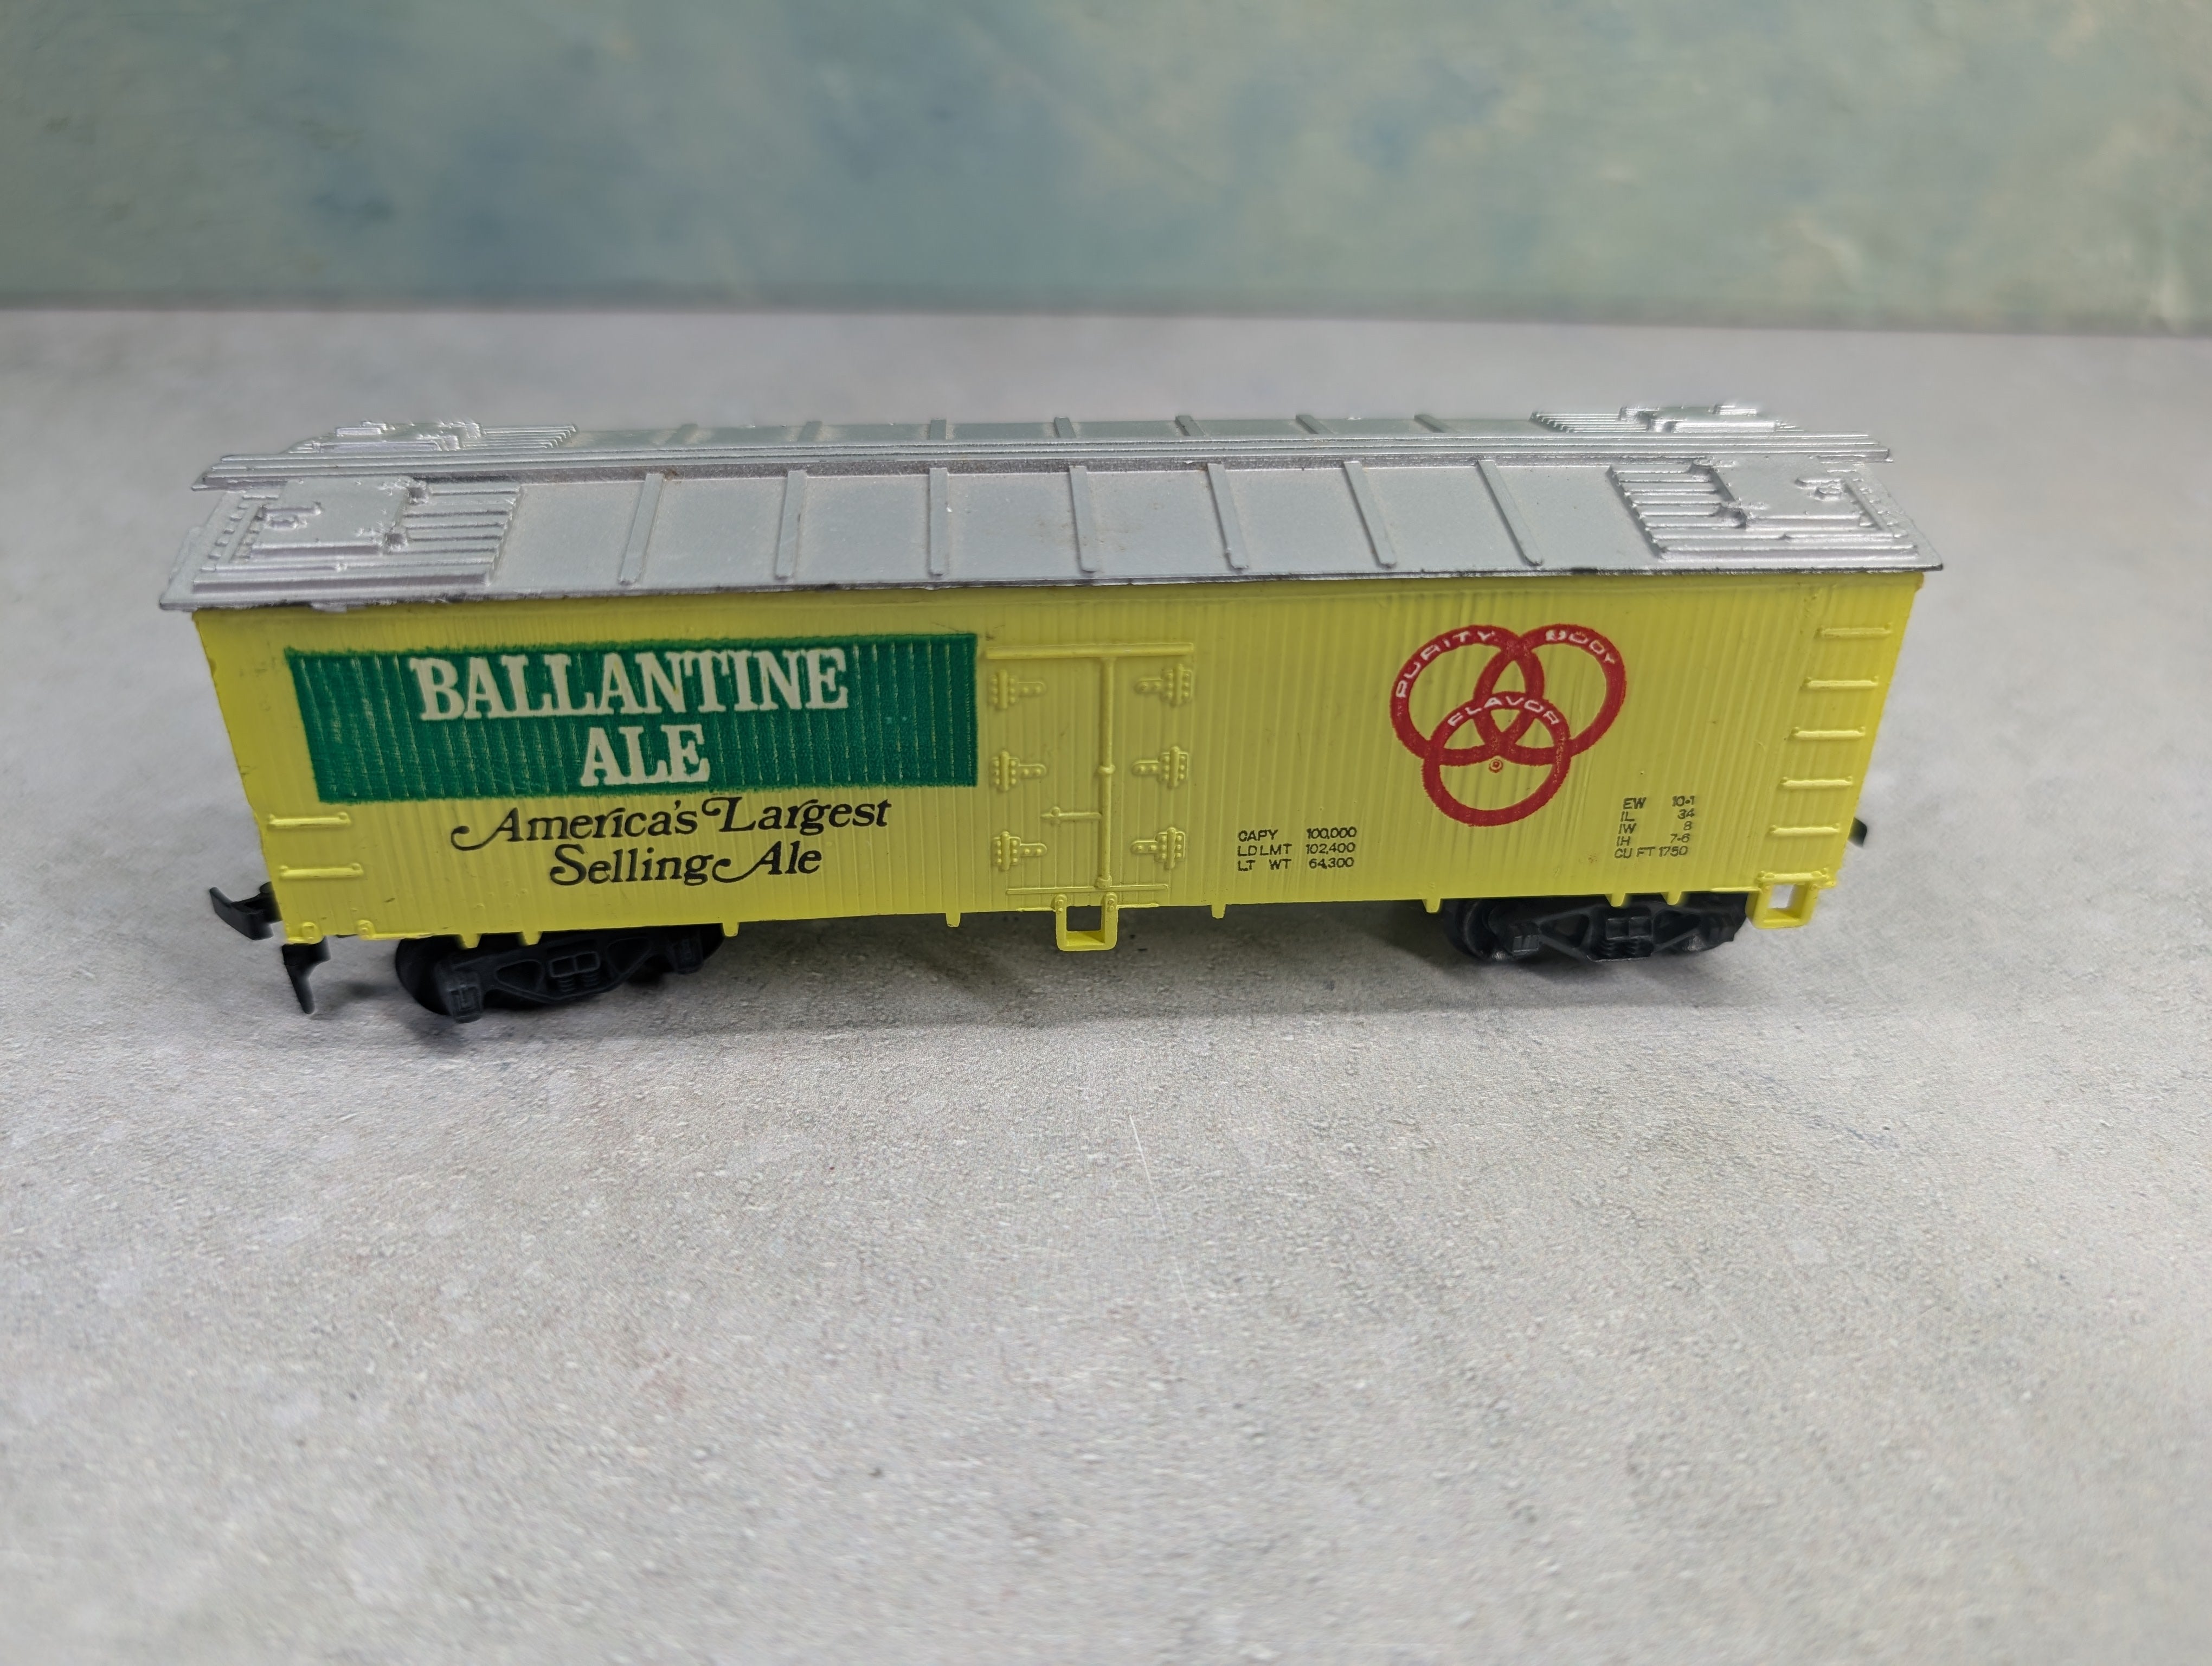 BALLANTINE
ALE
America's Largest
Selling Ale
PURITY
BODY
FLAVOR
CAPY 100,000
LD LMT 102,400
LT WT 64,300
EW 10-1
IL 34
IW 8
IH 7-6
CU FT 1750